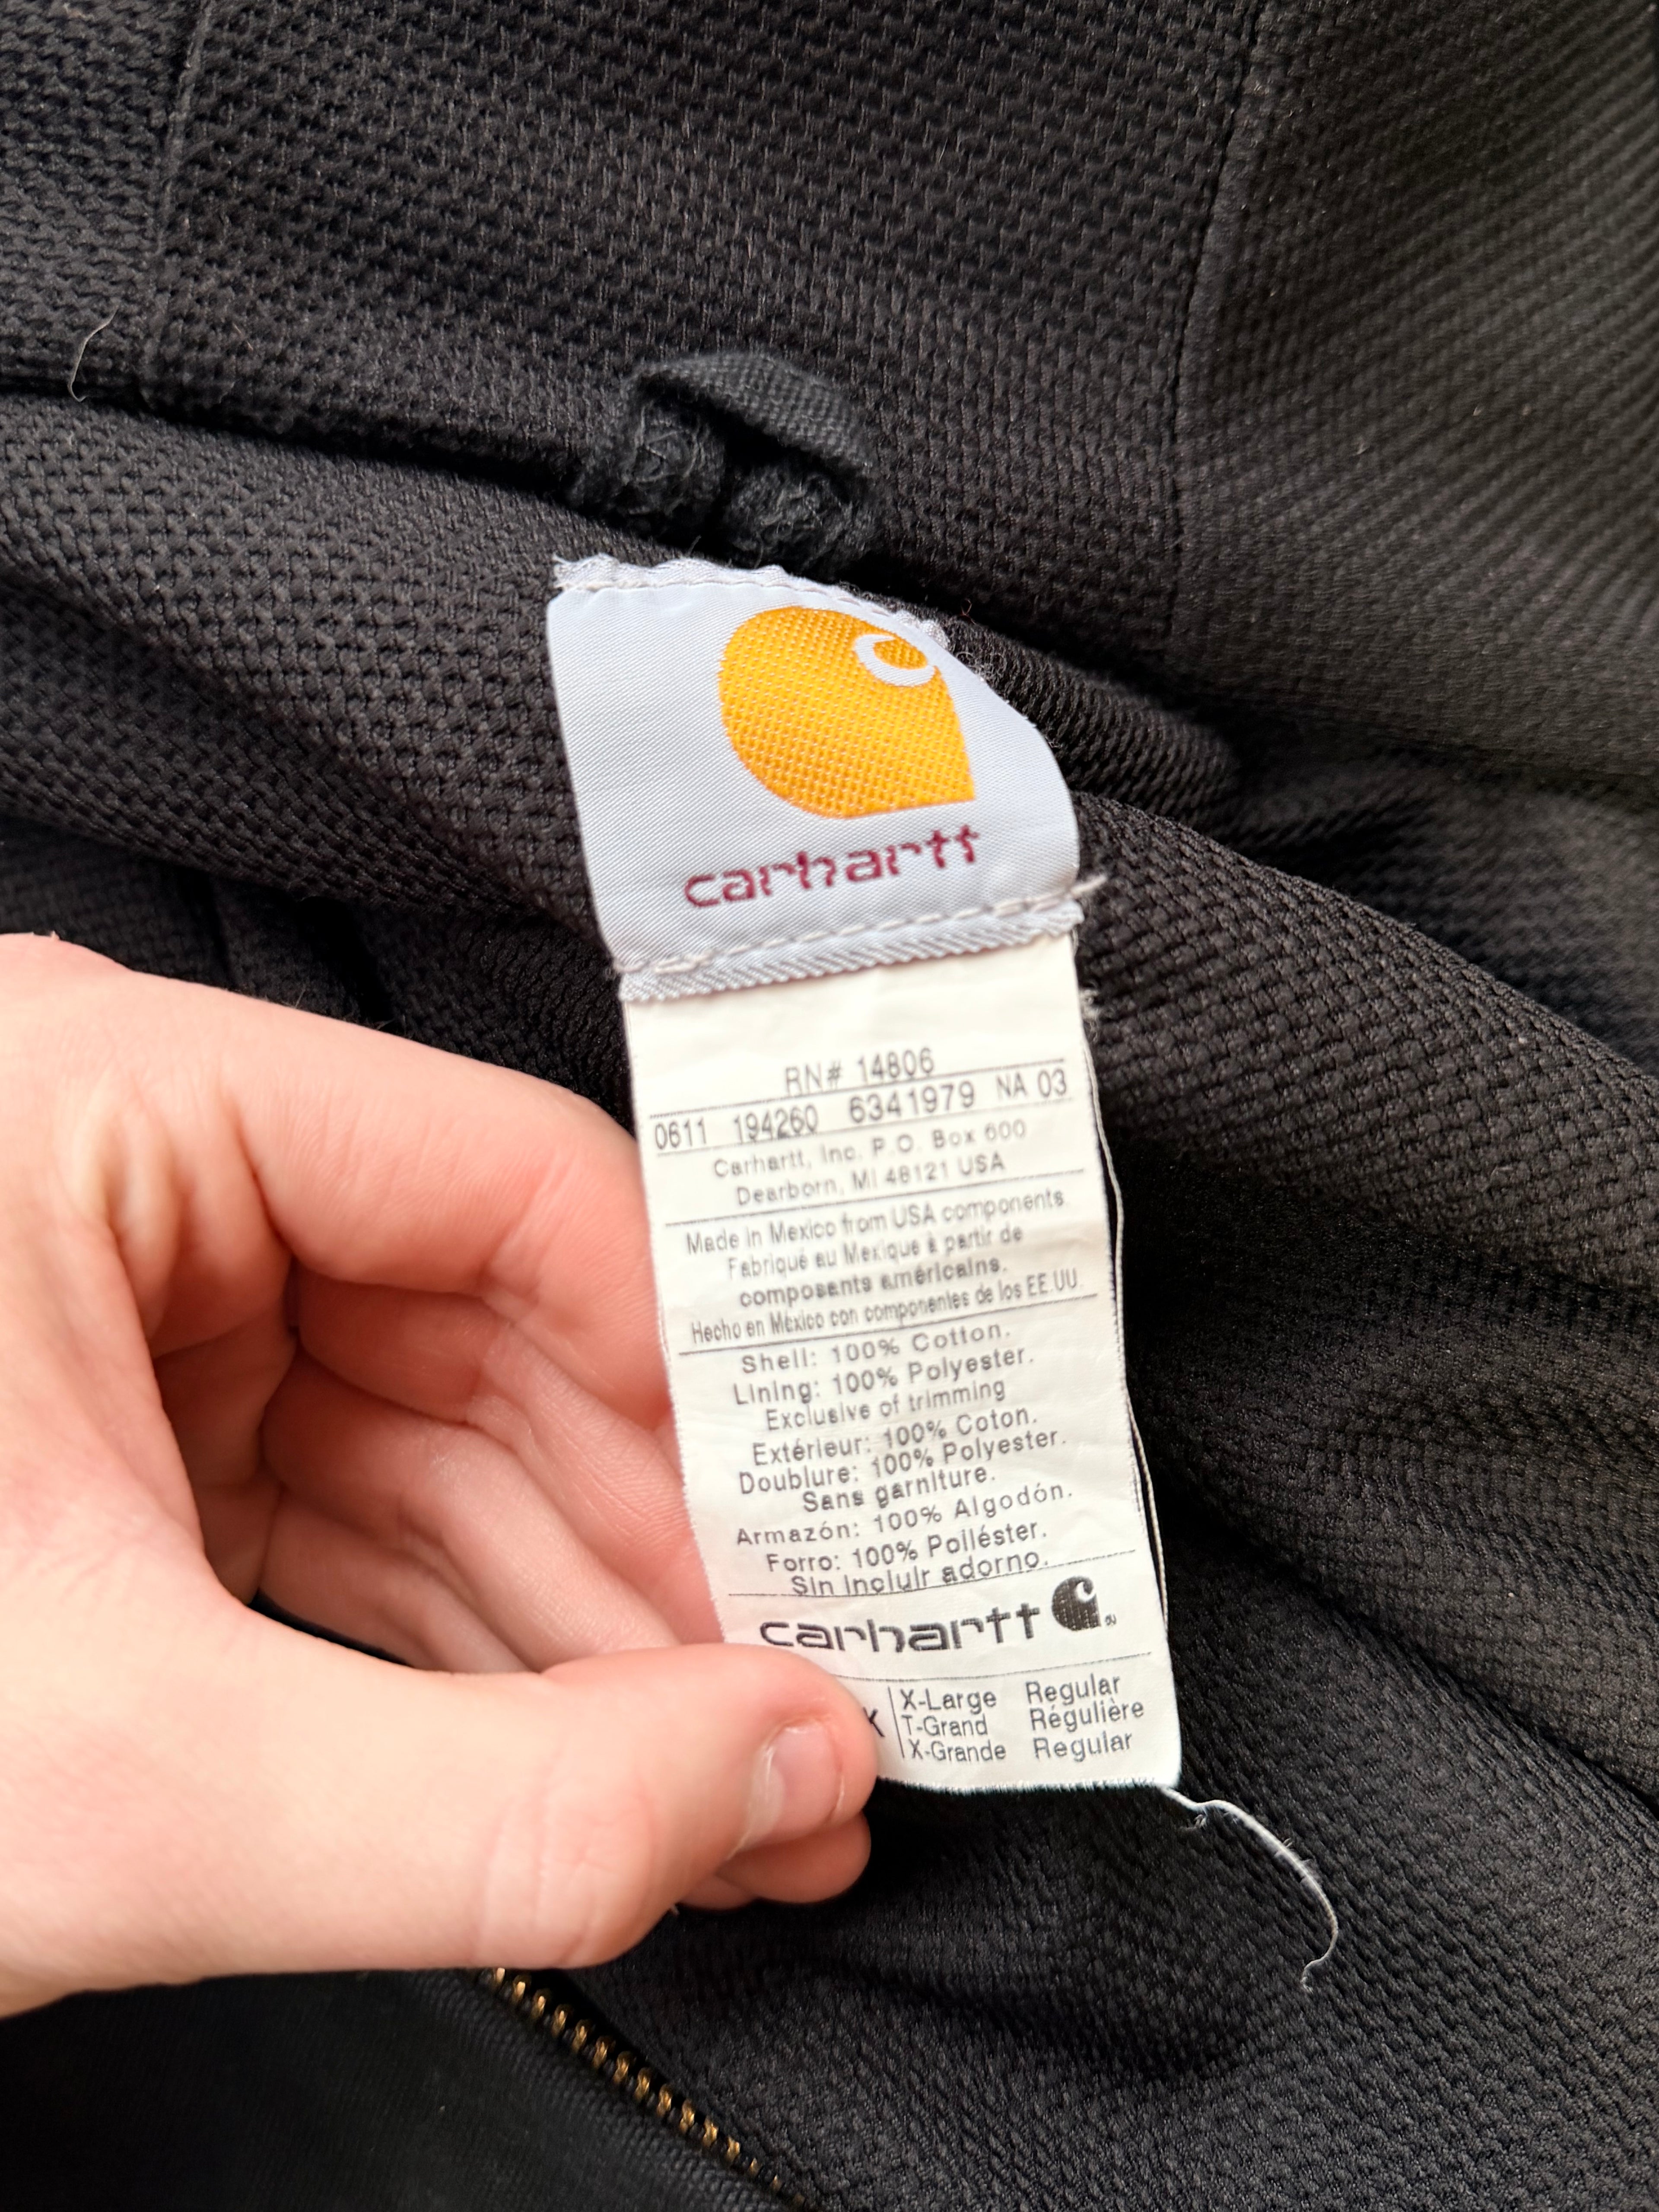 carhartt
RN# 14806
0611 194260 6341979 NA 03
Carhartt, Inc. P.O. Box 600
Dearborn, MI 48121 USA
Made in Mexico from USA components
Fabriqué au Mexique à partir de
composants américains.
Hecho en México con componentes de los EE.UU.
Shell: 100% Cotton.
Lining: 100% Polyester.
Exclusive of trimming
Extérieur: 100% Coton.
Doublure: 100% Polyester.
Sans garniture.
Armazón: 100% Algodón.
Forro: 100% Poliéster.
Sin incluir adorno.
carhartt
X-Large Regular
T-Grand Régulière
X-Grande Regular